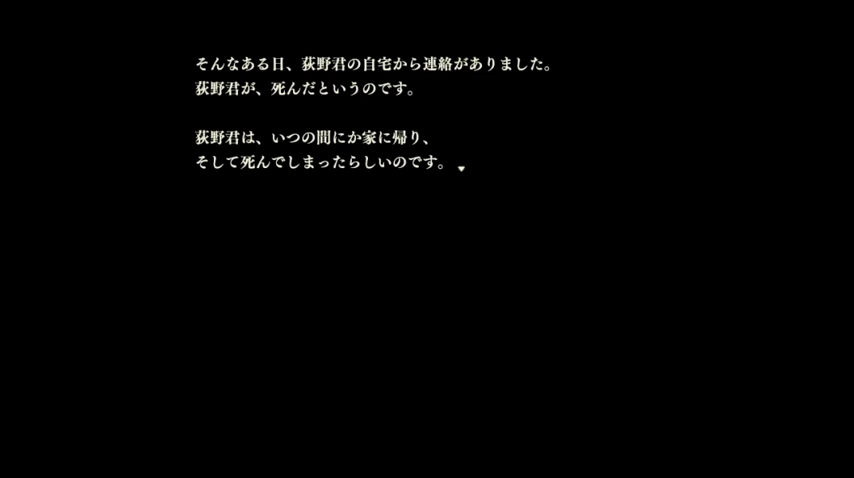 そんなある日、荻野君の自宅から連絡がありました。
荻野君が、死んだというのです。
荻野君は、いつの間にか家に帰り、
そして死んでしまったらしいのです。